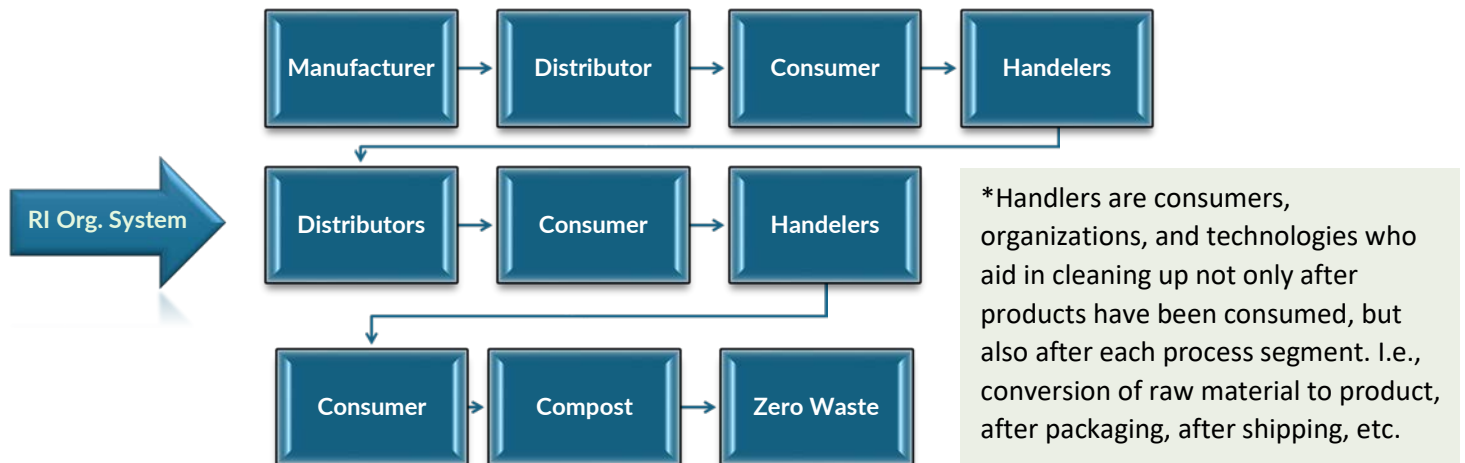 Manufacturer
Distributor
Consumer
Handelers
RI Org. System
Distributors
Consumer
Handelers
Consumer
Compost
Zero Waste
*Handlers are consumers,
organizations, and technologies who
aid in cleaning up not only after
products have been consumed, but
also after each process segment. I.e.,
conversion of raw material to product,
after packaging, after shipping, etc.